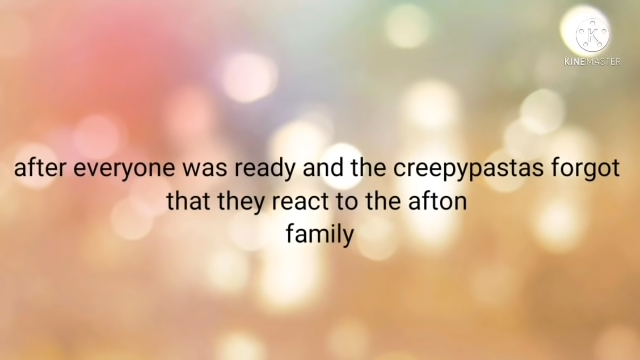 KINEMASTER
after everyone was ready and the creepypastas forgot
that they react to the afton
family